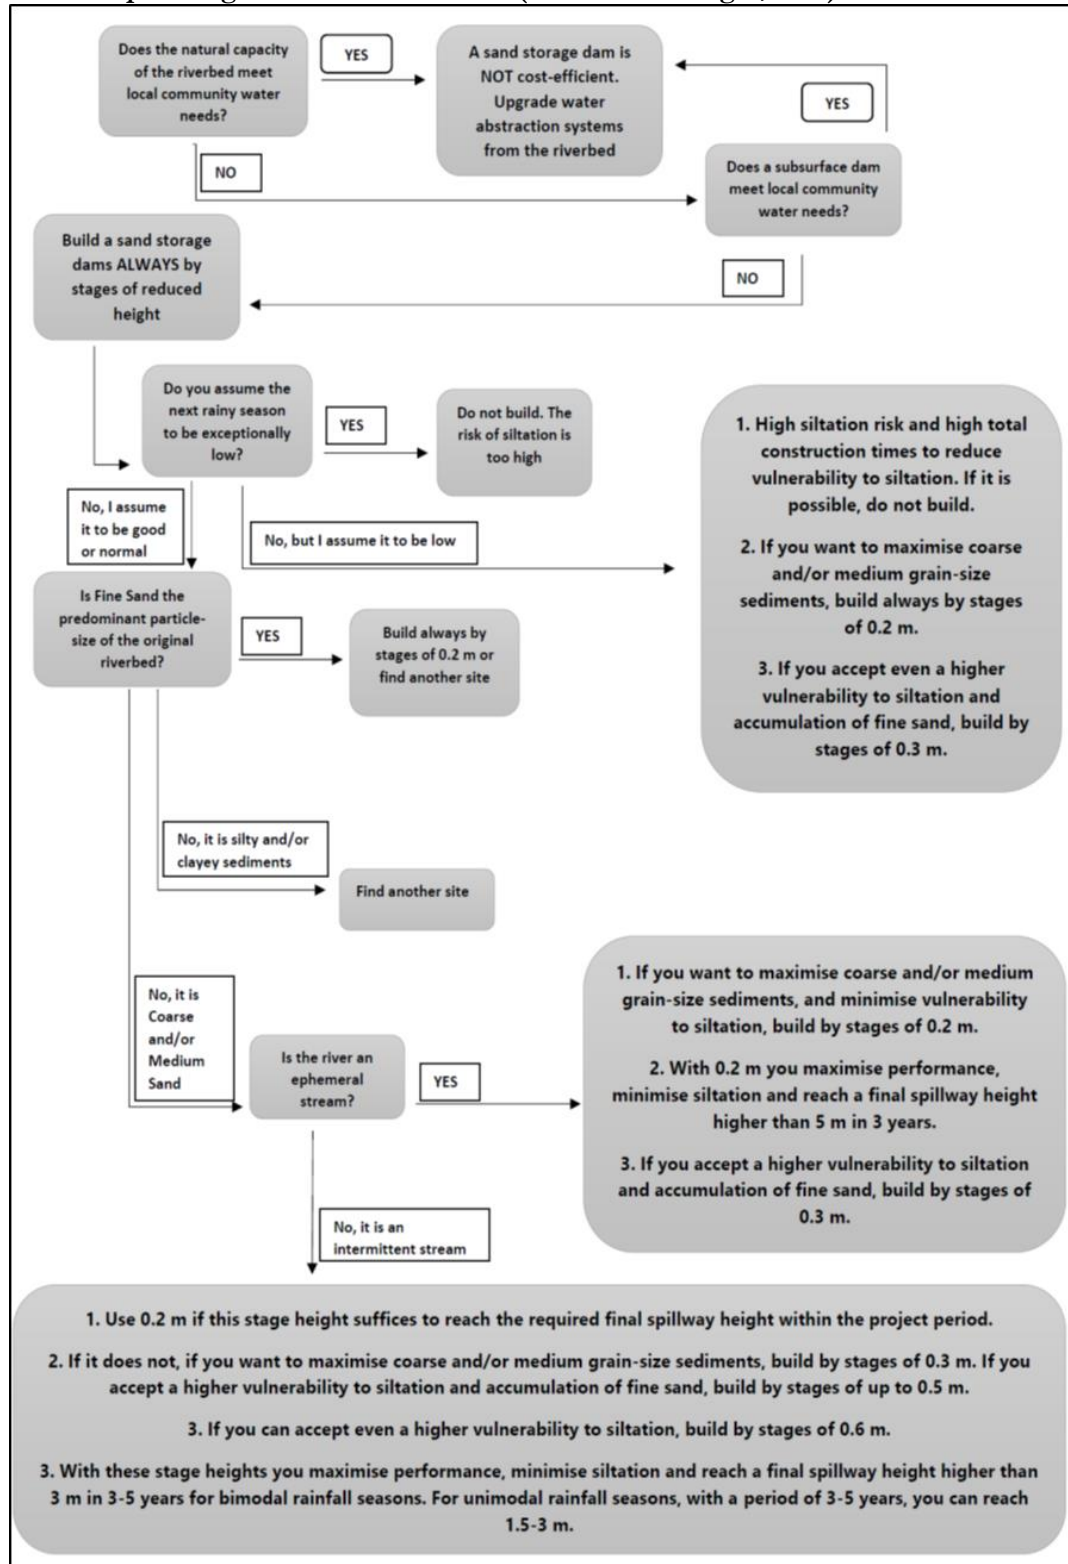 Does the natural capacity
of the riverbed meet
local community water
needs?
YES
A sand storage dam is
NOT cost-efficient.
Upgrade water
abstraction systems
from the riverbed
YES
NO
Does a subsurface dam
meet local community
water needs?
NO
Build a sand storage
dams ALWAYS by
stages of reduced
height
Do you assume the
next rainy season
to be exceptionally
low?
YES
Do not build. The
risk of siltation is
too high
No, I assume
it to be good
or normal
No, but I assume it to be low
1. High siltation risk and high total
construction times to reduce
vulnerability to siltation. If it is
possible, do not build.
2. If you want to maximise coarse
and/or medium grain-size
sediments, build always by stages
of 0.2 m.
3. If you accept even a higher
vulnerability to siltation and
accumulation of fine sand, build by
stages of 0.3 m.
Is Fine Sand the
predominant particle-
size of the original
riverbed?
YES
Build always by
stages of 0.2 m or
find another site
No, it is silty and/or
clayey sediments
Find another site
No, it is
Coarse
and/or
Medium
Sand
Is the river an
ephemeral
stream?
YES
1. If you want to maximise coarse and/or medium
grain-size sediments, and minimise vulnerability
to siltation, build by stages of 0.2 m.
2. With 0.2 m you maximise performance,
minimise siltation and reach a final spillway height
higher than 5 m in 3 years.
3. If you accept a higher vulnerability to siltation
and accumulation of fine sand, build by stages of
0.3 m.
No, it is an
intermittent stream
1. Use 0.2 m if this stage height suffices to reach the required final spillway height within the project period.
2. If it does not, if you want to maximise coarse and/or medium grain-size sediments, build by stages of 0.3 m. If you
accept a higher vulnerability to siltation and accumulation of fine sand, build by stages of up to 0.5 m.
3. If you can accept even a higher vulnerability to siltation, build by stages of 0.6 m.
3. With these stage heights you maximise performance, minimise siltation and reach a final spillway height higher than
3 m in 3-5 years for bimodal rainfall seasons. For unimodal rainfall seasons, with a period of 3-5 years, you can reach
1.5-3 m.